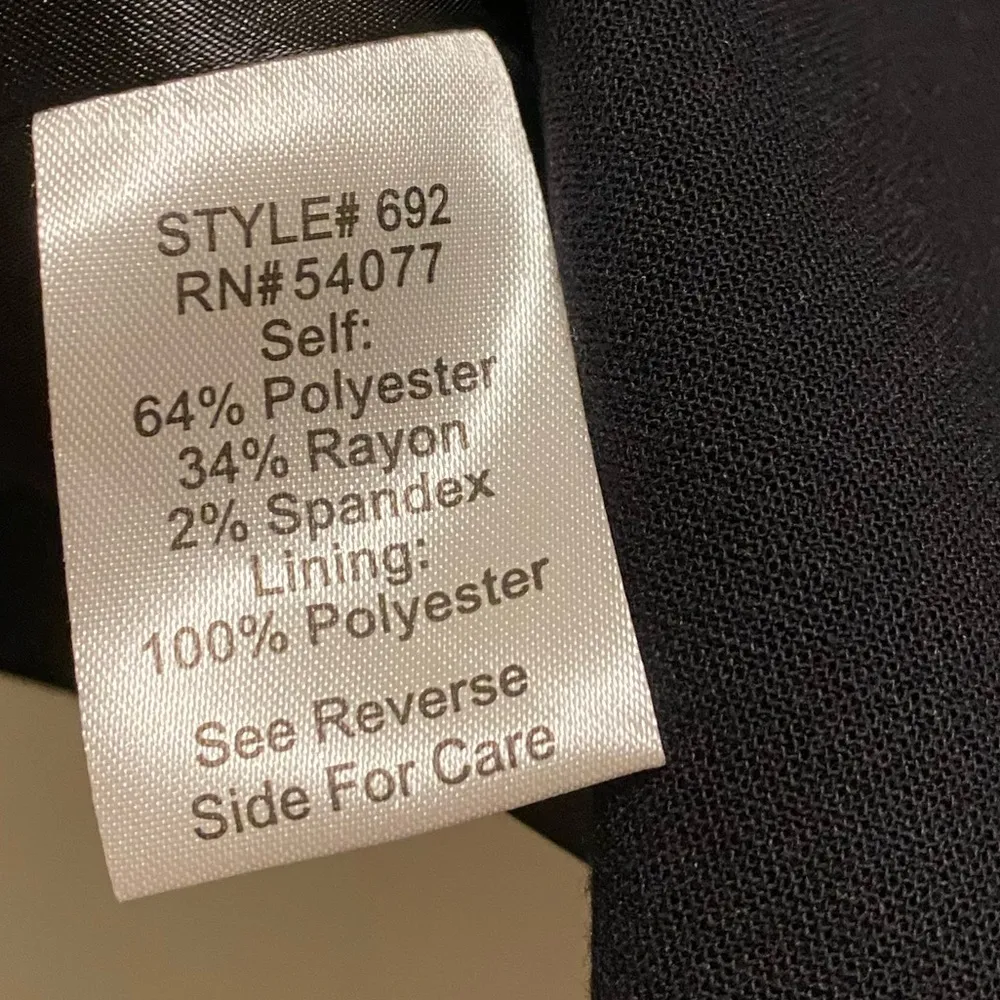 STYLE# 692
RN#54077
Self:
64% Polyester
34% Rayon
2% Spandex
Lining:
100% Polyester
See Reverse
Side For Care